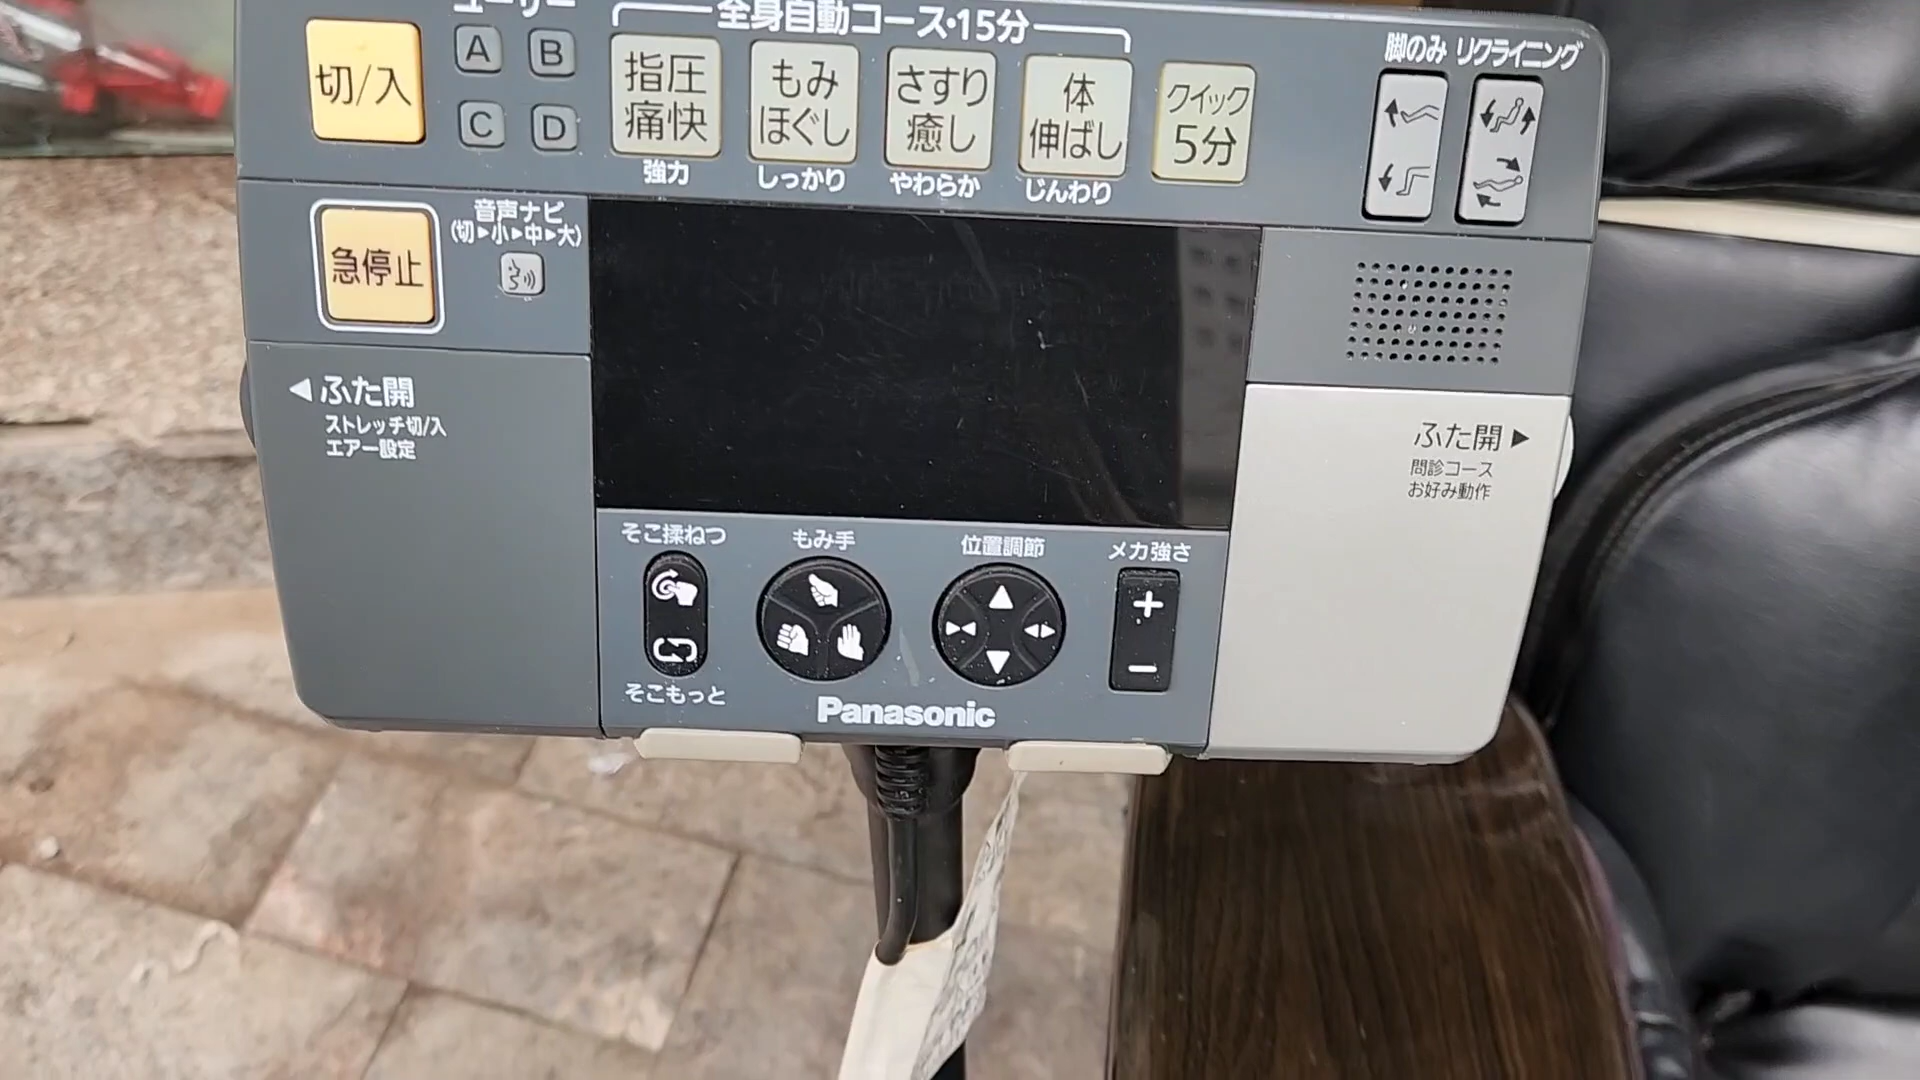 ユーザー
全身自動コース・15分
脚のみ リクライニング
切/入
A
B
C
D
指圧
痛快
強力
もみ
ほぐし
しっかり
さすり
癒し
やわらか
体
伸ばし
じんわり
クイック
5分
急停止
音声ナビ
(切▶小▶中▶大)
◀ふた開
ストレッチ切/入
エアー設定
ふた開▶
問診コース
お好み動作
そこ揉ねつ
もみ手
位置調節
メカ強さ
+
−
そこもっと
Panasonic